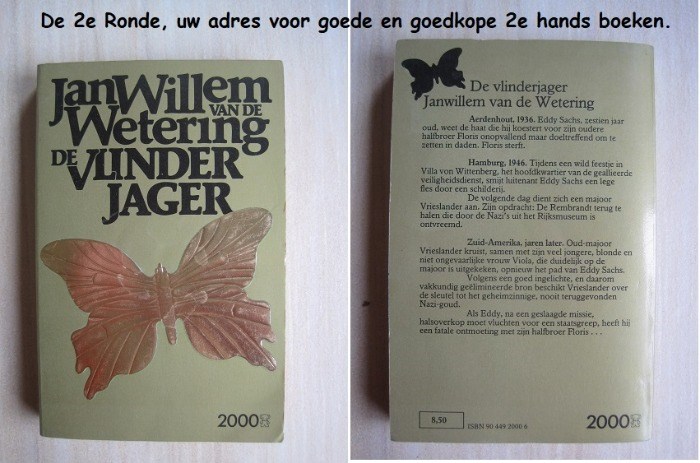 De 2e Ronde, uw adres voor goede en goedkope 2e hands boeken.
JanWillem
VAN DE
Wetering
DE VLINDER
JAGER
2000
De vlinderjager
Janwillem van de Wetering
Aerdenhout, 1936. Eddy Sachs, zestien jaar
oud, weet de haat die hij koestert voor zijn oudere
halfbroer Floris onopvallend maar doeltreffend om te
zetten in daden. Floris sterft.
Hamburg, 1946. Tijdens een wild feestje in
Villa von Wittenberg, het hoofdkwartier van de geallieerde
veiligheidsdienst, smijt luitenant Eddy Sachs een lege
fles door een schilderij.
De volgende dag dient zich een majoor
Vrieslander aan. Zijn opdracht: De Rembrandt terug te
halen die door de Nazi's uit het Rijksmuseum is
ontvreemd.
Zuid-Amerika, jaren later. Oud-majoor
Vrieslander kruist, samen met zijn veel jongere, blonde en
niet ongevaarlijke vrouw Viola, die duidelijk op de
majoor is uitgekeken, opnieuw het pad van Eddy Sachs.
Volgens een goed ingelichte, en daarom
vakkundig geëlimineerde bron beschikt Vrieslander over
de sleutel tot het geheimzinnige, nooit teruggevonden
Nazi-goud.
Als Eddy, na een geslaagde missie,
halsoverkop moet vluchten voor een staatsgreep, heeft hij
een fatale ontmoeting met zijn halfbroer Floris . . .
8,50
ISBN 90 449 2000 6
2000